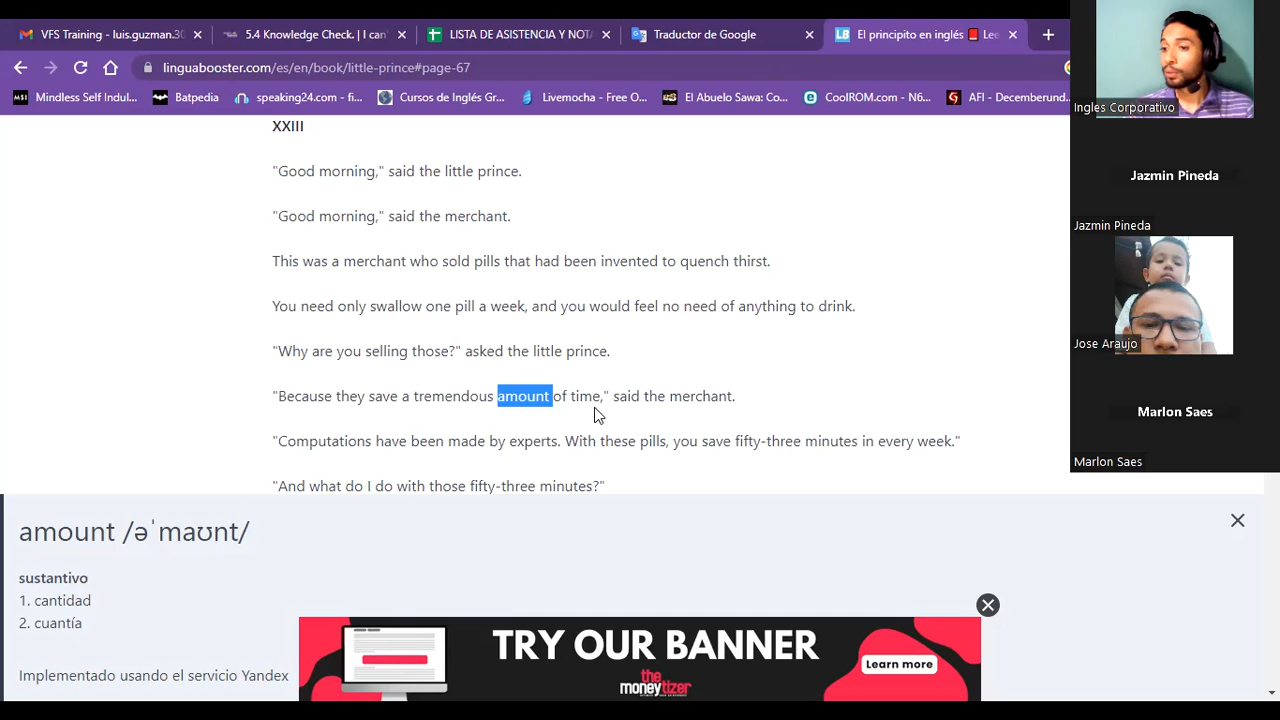 VFS Training - luis.guzman.30
5.4 Knowledge Check. | I can'
LISTA DE ASISTENCIA Y NOTA
Traductor de Google
LB El principito en inglés Lee
linguabooster.com/es/en/book/little-prince#page-67
Mindless Self Indul...
Batpedia
speaking24.com - fi...
Cursos de Inglés Gr...
Livemocha - Free O...
El Abuelo Sawa: Co...
CoolROM.com - N6...
AFI - Decemberund...
XXIII
"Good morning," said the little prince.
"Good morning," said the merchant.
This was a merchant who sold pills that had been invented to quench thirst.
You need only swallow one pill a week, and you would feel no need of anything to drink.
"Why are you selling those?" asked the little prince.
"Because they save a tremendous amount of time," said the merchant.
"Computations have been made by experts. With these pills, you save fifty-three minutes in every week."
"And what do I do with those fifty-three minutes?"
amount /əˈmaʊnt/
sustantivo
1. cantidad
2. cuantía
Implementado usando el servicio Yandex
TRY OUR BANNER
the moneytizer
Learn more
Ingles Corporativo
Jazmin Pineda
Jazmin Pineda
Jose Araujo
Marlon Saes
Marlon Saes